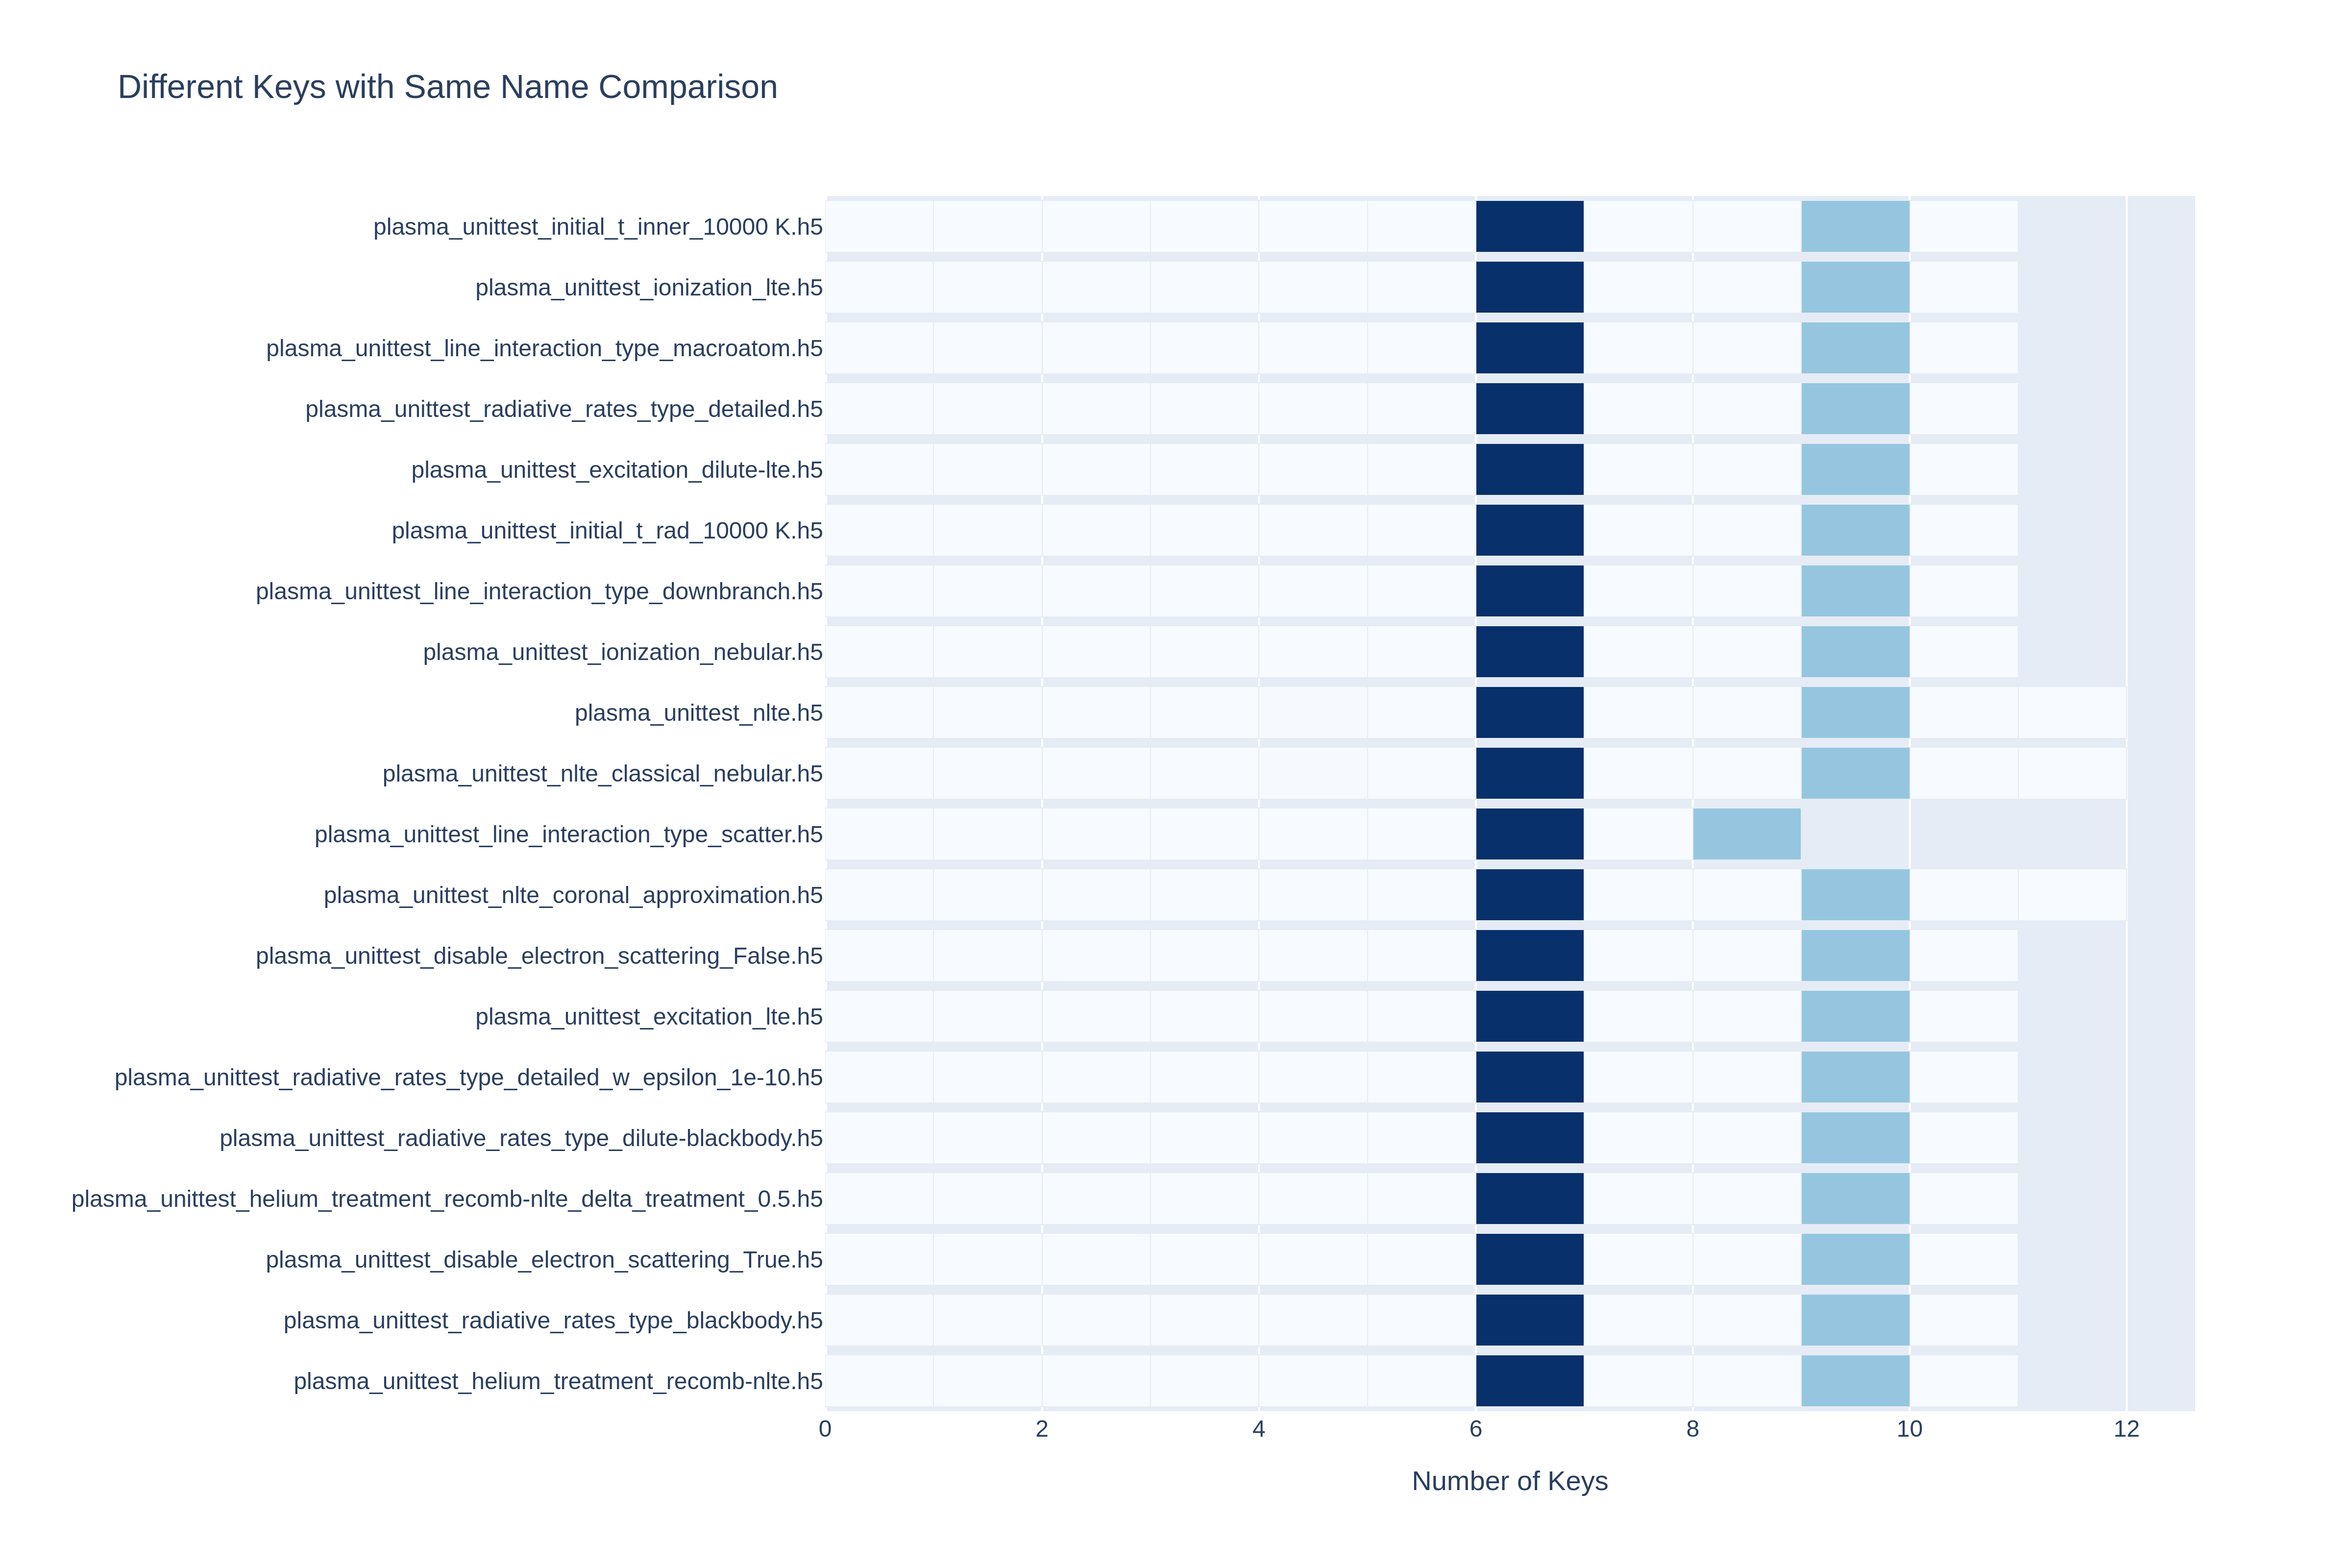 Different Keys with Same Name Comparison
plasma_unittest_initial_t_inner_10000 K.h5
plasma_unittest_ionization_lte.h5
plasma_unittest_line_interaction_type_macroatom.h5
plasma_unittest_radiative_rates_type_detailed.h5
plasma_unittest_excitation_dilute-lte.h5
plasma_unittest_initial_t_rad_10000 K.h5
plasma_unittest_line_interaction_type_downbranch.h5
plasma_unittest_ionization_nebular.h5
plasma_unittest_nlte.h5
plasma_unittest_nlte_classical_nebular.h5
plasma_unittest_line_interaction_type_scatter.h5
plasma_unittest_nlte_coronal_approximation.h5
plasma_unittest_disable_electron_scattering_False.h5
plasma_unittest_excitation_lte.h5
plasma_unittest_radiative_rates_type_detailed_w_epsilon_1e-10.h5
plasma_unittest_radiative_rates_type_dilute-blackbody.h5
plasma_unittest_helium_treatment_recomb-nlte_delta_treatment_0.5.h5
plasma_unittest_disable_electron_scattering_True.h5
plasma_unittest_radiative_rates_type_blackbody.h5
plasma_unittest_helium_treatment_recomb-nlte.h5
0 2 4 6 8 10 12
Number of Keys